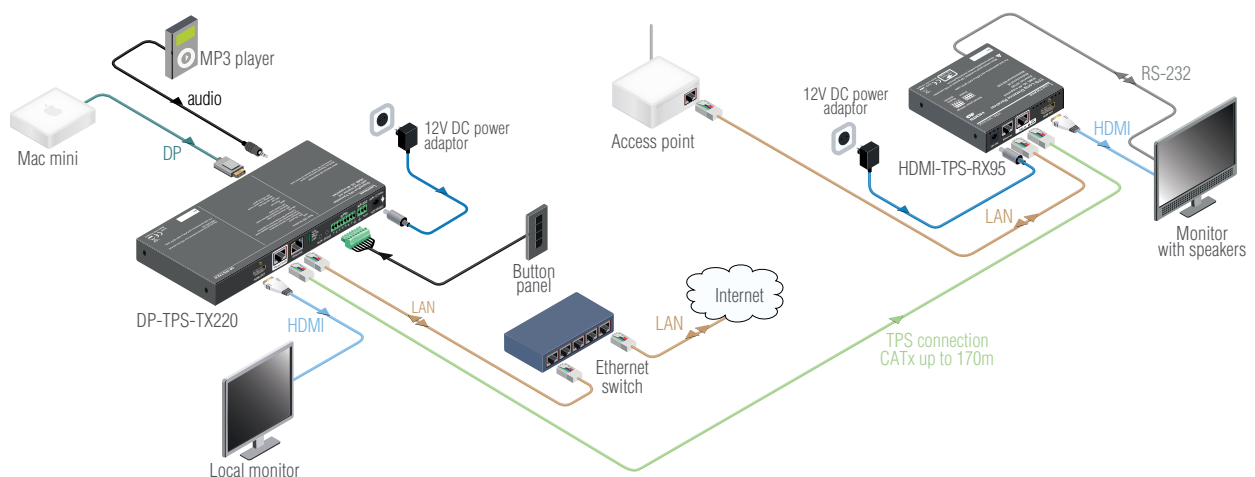 MP3 player
audio
Mac mini
DP
12V DC power
adaptor
DP-TPS-TX220
HDMI
Local monitor
LAN
Button
panel
Ethernet
switch
LAN
Internet
Access point
12V DC power
adaptor
HDMI-TPS-RX95
LAN
HDMI
RS-232
Monitor
with speakers
TPS connection
CATx up to 170m